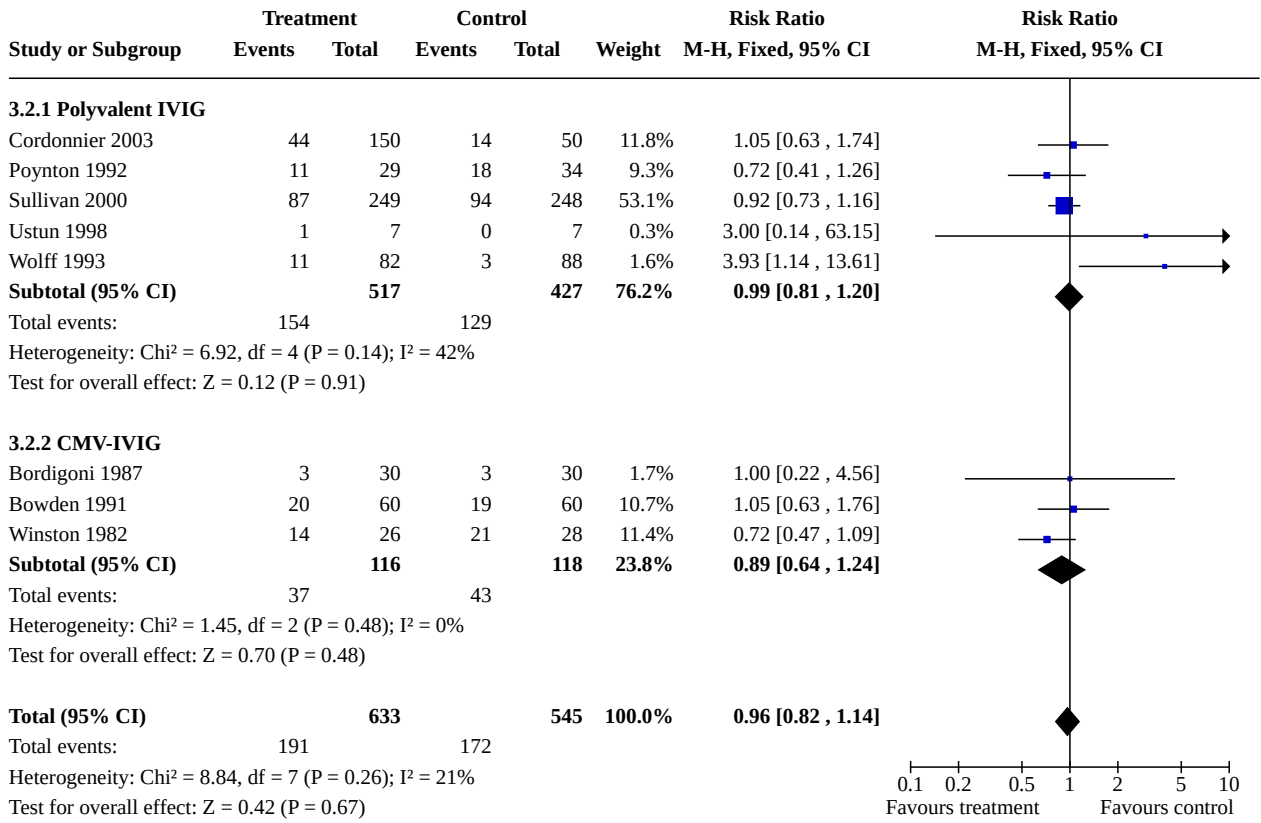 Treatment Control Risk Ratio Risk Ratio
Study or Subgroup Events Total Events Total Weight M-H, Fixed, 95% CI M-H, Fixed, 95% CI
3.2.1 Polyvalent IVIG
Cordonnier 2003 44 150 14 50 11.8% 1.05 [0.63 , 1.74]
Poynton 1992 11 29 18 34 9.3% 0.72 [0.41 , 1.26]
Sullivan 2000 87 249 94 248 53.1% 0.92 [0.73 , 1.16]
Ustun 1998 1 7 0 7 0.3% 3.00 [0.14 , 63.15]
Wolff 1993 11 82 3 88 1.6% 3.93 [1.14 , 13.61]
Subtotal (95% CI) 517 427 76.2% 0.99 [0.81 , 1.20]
Total events: 154 129
Heterogeneity: Chi² = 6.92, df = 4 (P = 0.14); I² = 42%
Test for overall effect: Z = 0.12 (P = 0.91)
3.2.2 CMV-IVIG
Bordigoni 1987 3 30 3 30 1.7% 1.00 [0.22 , 4.56]
Bowden 1991 20 60 19 60 10.7% 1.05 [0.63 , 1.76]
Winston 1982 14 26 21 28 11.4% 0.72 [0.47 , 1.09]
Subtotal (95% CI) 116 118 23.8% 0.89 [0.64 , 1.24]
Total events: 37 43
Heterogeneity: Chi² = 1.45, df = 2 (P = 0.48); I² = 0%
Test for overall effect: Z = 0.70 (P = 0.48)
Total (95% CI) 633 545 100.0% 0.96 [0.82 , 1.14]
Total events: 191 172
Heterogeneity: Chi² = 8.84, df = 7 (P = 0.26); I² = 21%
Test for overall effect: Z = 0.42 (P = 0.67)
0.1 0.2 0.5 1 2 5 10
Favours treatment Favours control